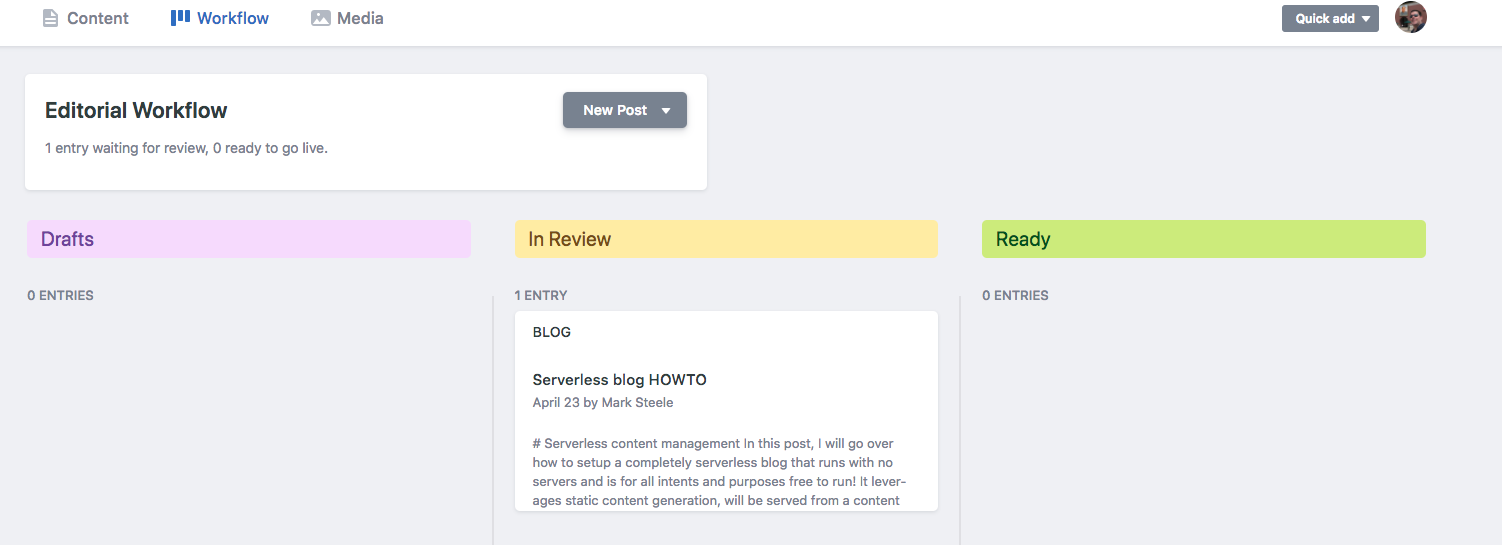 Content Workflow Media Quick add
Editorial Workflow New Post
1 entry waiting for review, 0 ready to go live.
Drafts In Review Ready
0 ENTRIES 1 ENTRY 0 ENTRIES
BLOG
Serverless blog HOWTO
April 23 by Mark Steele
# Serverless content management In this post, I will go over
how to setup a completely serverless blog that runs with no
servers and is for all intents and purposes free to run! It lever-
ages static content generation, will be served from a content